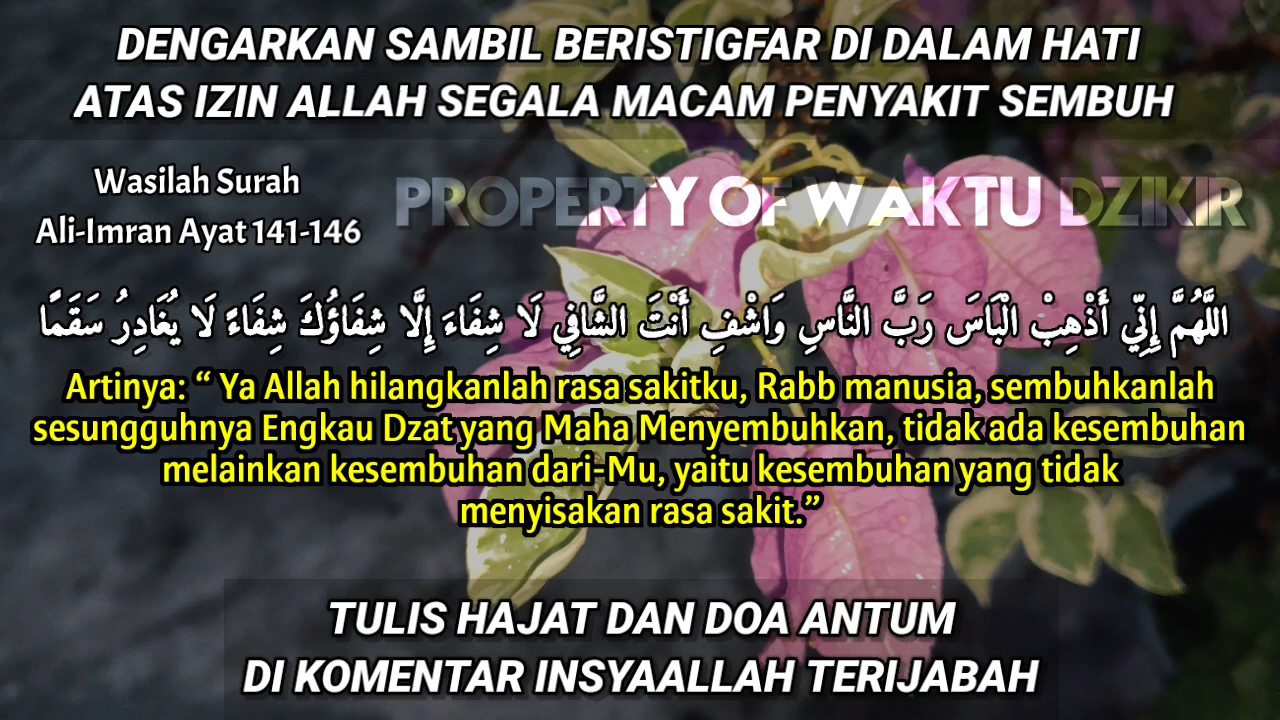 DENGARKAN SAMBIL BERISTIGFAR DI DALAM HATI
ATAS IZIN ALLAH SEGALA MACAM PENYAKIT SEMBUH
Wasilah Surah
Ali-Imran Ayat 141-146
PROPERTY OF WAKTU DZIKIR
اللَّهُمَّ إِنِّي أَذْهِبْ الْبَاسَ رَبَّ النَّاسِ وَاشْفِ أَنْتَ الشَّافِي لَا شِفَاءَ إِلَّا شِفَاؤُكَ شِفَاءً لَا يُغَادِرُ سَقَمًا
Artinya: “ Ya Allah hilangkanlah rasa sakitku, Rabb manusia, sembuhkanlah
sesungguhnya Engkau Dzat yang Maha Menyembuhkan, tidak ada kesembuhan
melainkan kesembuhan dari-Mu, yaitu kesembuhan yang tidak
menyisakan rasa sakit.”
TULIS HAJAT DAN DOA ANTUM
DI KOMENTAR INSYAALLAH TERIJABAH